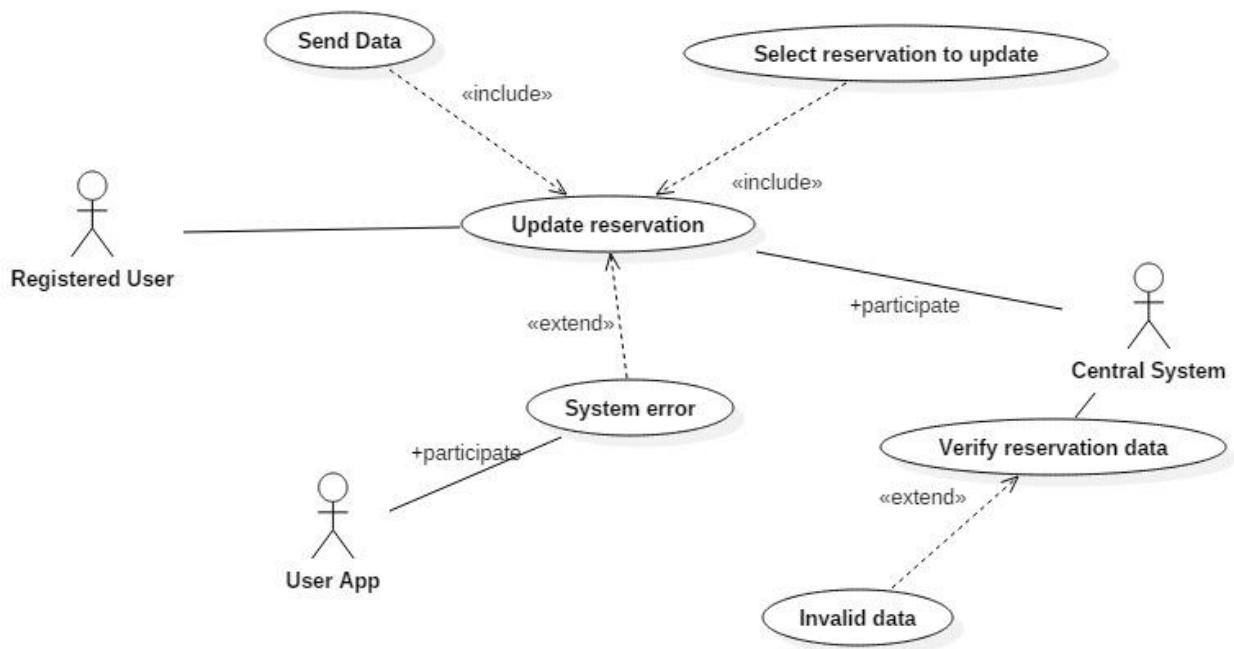 Send Data
Select reservation to update
«include»
«include»
Update reservation
Registered User
+participate
«extend»
Central System
System error
Verify reservation data
+participate
«extend»
User App
Invalid data